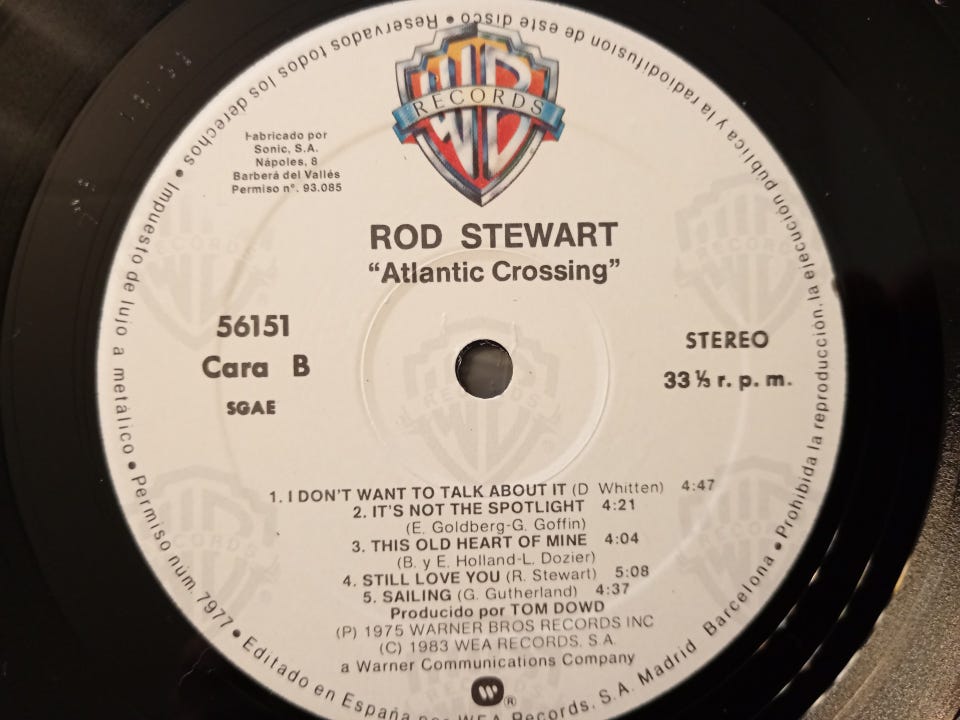 WB
RECORDS
Fabricado por
Sonic, S.A.
Nápoles, 8
Barberá del Vallés
Permiso nº. 93.085
ROD STEWART
“Atlantic Crossing”
56151
Cara B
SGAE
STEREO
33 ⅓ r. p. m.
1. I DON'T WANT TO TALK ABOUT IT (D Whitten) 4:47
2. IT'S NOT THE SPOTLIGHT 4:21
(E. Goldberg-G. Goffin)
3. THIS OLD HEART OF MINE 4:04
(B. y E. Holland-L. Dozier)
4. STILL LOVE YOU (R. Stewart) 5:08
5. SAILING (G. Gutherland) 4:37
Producido por TOM DOWD
(P) 1975 WARNER BROS RECORDS INC
(C) 1983 WEA RECORDS, S.A.
a Warner Communications Company
W ®
Editado en España por WEA Records, S.A. Madrid Barcelona • Prohibida la reproducción, la ejecución pública y la radiodifusión de este disco • Reservados todos los derechos • Impuesto de lujo a metálico • Permiso núm. 7977 •